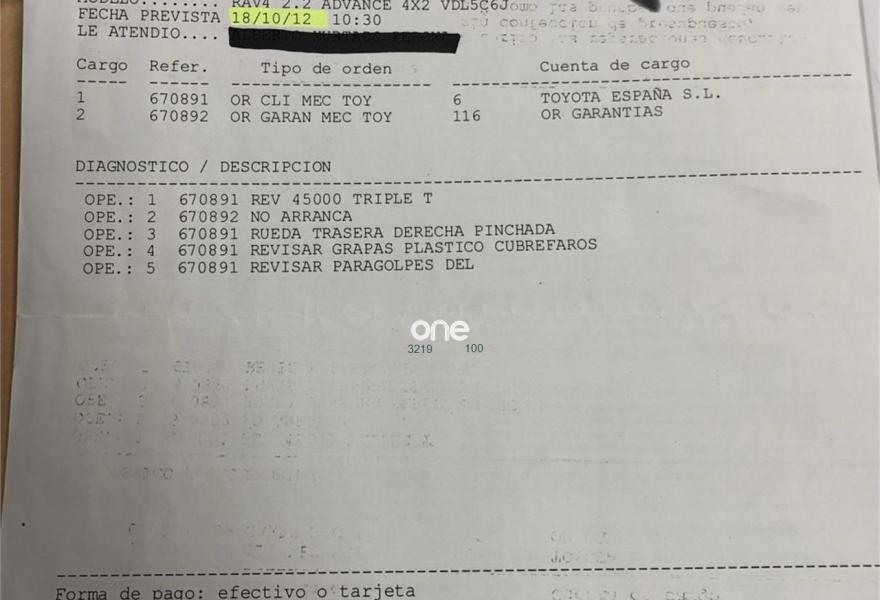 MODELO........ RAV4 2.2 ADVANCE 4X2 VDL5C6J
FECHA PREVISTA 18/10/12 10:30
LE ATENDIO....
Cargo Refer. Tipo de orden Cuenta de cargo
1 670891 OR CLI MEC TOY 6 TOYOTA ESPAÑA S.L.
2 670892 OR GARAN MEC TOY 116 OR GARANTIAS
DIAGNOSTICO / DESCRIPCION
OPE.: 1 670891 REV 45000 TRIPLE T
OPE.: 2 670892 NO ARRANCA
OPE.: 3 670891 RUEDA TRASERA DERECHA PINCHADA
OPE.: 4 670891 REVISAR GRAPAS PLASTICO CUBREFAROS
OPE.: 5 670891 REVISAR PARAGOLPES DEL
one
3219 100
Forma de pago: efectivo o tarjeta